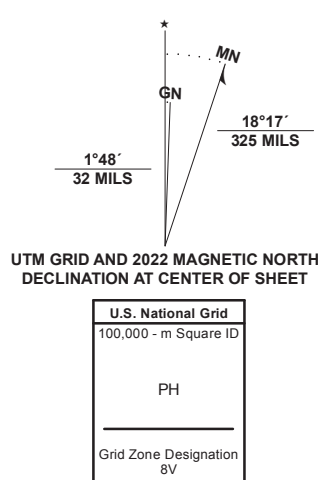 ★
MN
GN
18°17´
325 MILS
1°48´
32 MILS
UTM GRID AND 2022 MAGNETIC NORTH
DECLINATION AT CENTER OF SHEET
U.S. National Grid
100,000 - m Square ID
PH
Grid Zone Designation
8V